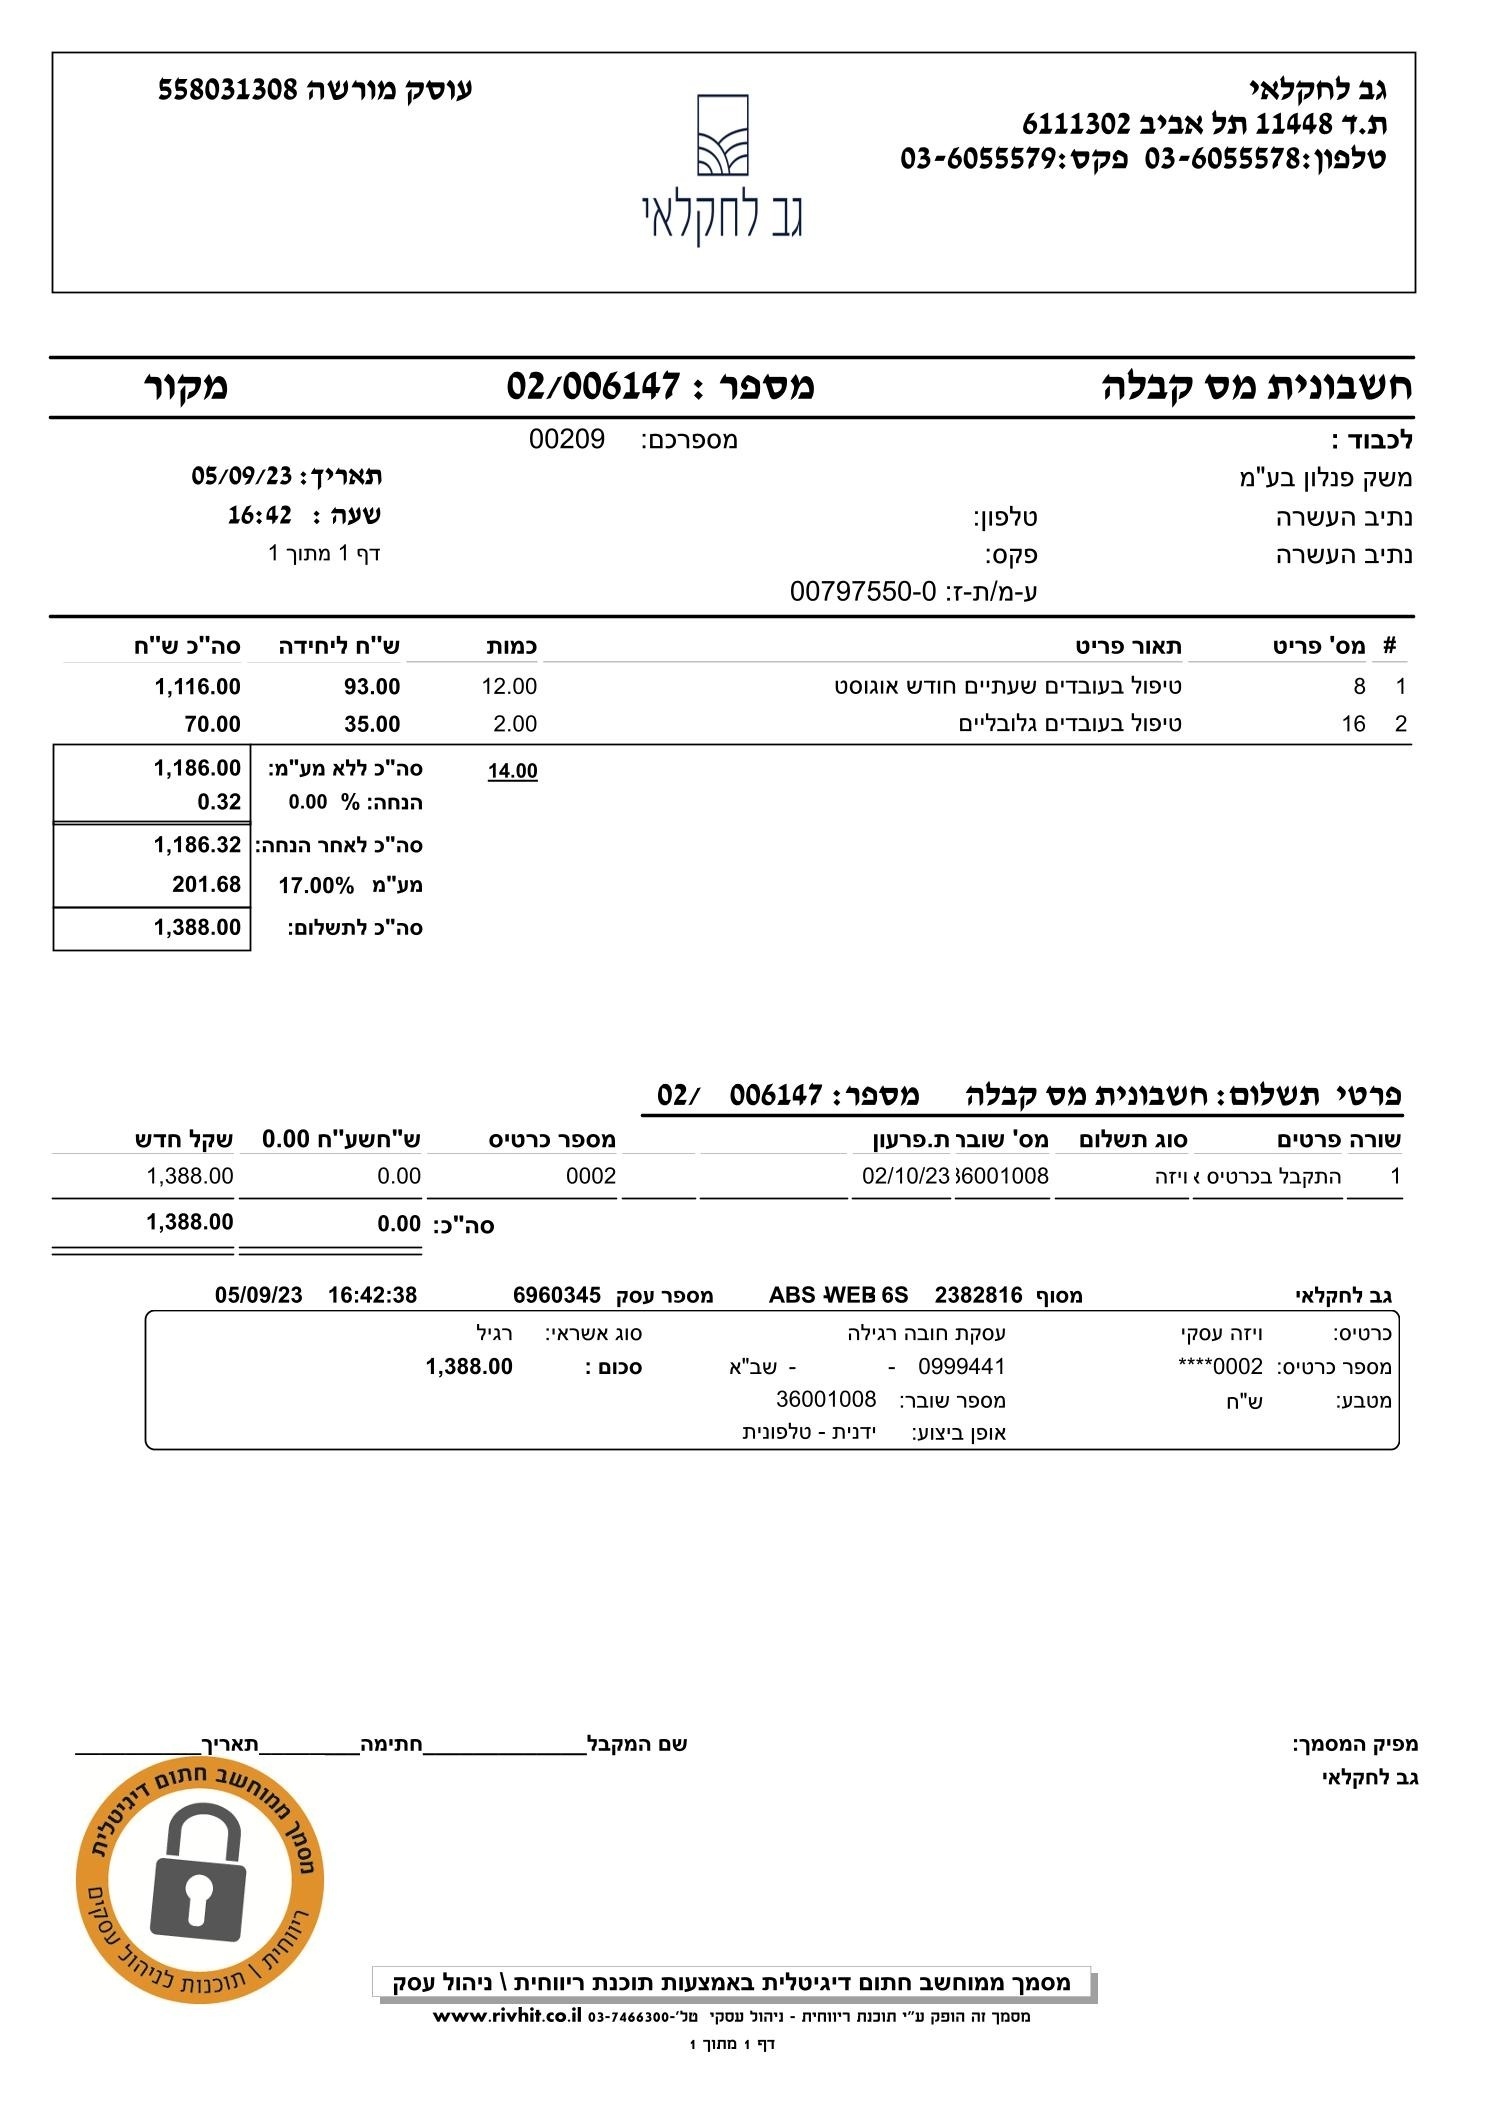 גב לחקלאי
ת.ד 11448 תל אביב 6111302
טלפון:03-6055578 פקס:03-6055579
עוסק מורשה 558031308
גב לחקלאי
חשבונית מס קבלה מספר : 02/006147 מקור
לכבוד : מספרכם: 00209
משק פנלון בע"מ תאריך: 05/09/23
נתיב העשרה טלפון: שעה : 16:42
נתיב העשרה פקס: דף 1 מתוך 1
ע-מ/ת-ז: 00797550-0
# מס' פריט תאור פריט כמות ש"ח ליחידה סה"כ ש"ח
1 8 טיפול בעובדים שעתיים חודש אוגוסט 12.00 93.00 1,116.00
2 16 טיפול בעובדים גלובליים 2.00 35.00 70.00
14.00 סה"כ ללא מע"מ: 1,186.00
הנחה: % 0.00 0.32
סה"כ לאחר הנחה: 1,186.32
מע"מ 17.00% 201.68
סה"כ לתשלום: 1,388.00
פרטי תשלום: חשבונית מס קבלה מספר: 006147 /02
שורה פרטים סוג תשלום מס' שובר ת.פרעון מספר כרטיס ש"חשע"ח 0.00 שקל חדש
1 התקבל בכרטיס ויזה 36001008 02/10/23 0002 0.00 1,388.00
סה"כ: 0.00 1,388.00
גב לחקלאי מסוף 2382816 ABS -WEB 6S מספר עסק 6960345 16:42:38 05/09/23
כרטיס: ויזה עסקי עסקת חובה רגילה סוג אשראי: רגיל
מספר כרטיס: 0002**** 0999441 - - שב"א סכום : 1,388.00
מטבע: ש"ח מספר שובר: 36001008
אופן ביצוע: ידנית - טלפונית
מפיק המסמך: שם המקבל_____________חתימה________תאריך__________
גב לחקלאי
מסמך ממוחשב חתום דיגיטלית
ריווחית \ תוכנות לניהול עסקים
מסמך ממוחשב חתום דיגיטלית באמצעות תוכנת ריווחית \ ניהול עסק
מסמך זה הופק ע"י תוכנת ריווחית - ניהול עסקי טל'-03-7466300 www.rivhit.co.il
דף 1 מתוך 1